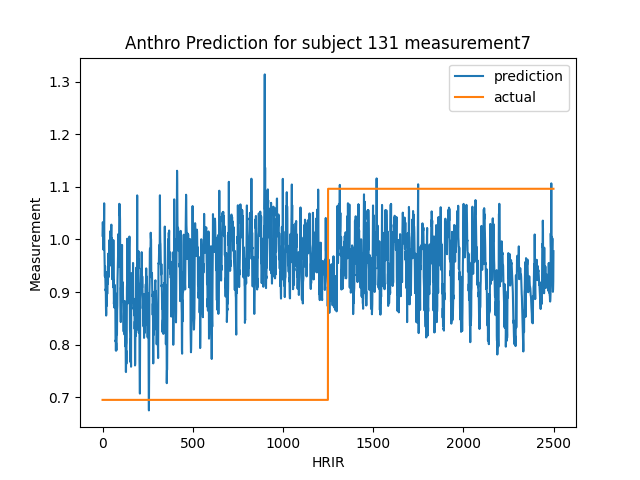 Anthro Prediction for subject 131 measurement7
prediction
actual
1.3
1.2
1.1
1.0
0.9
0.8
0.7
Measurement
0
500
1000
1500
2000
2500
HRIR